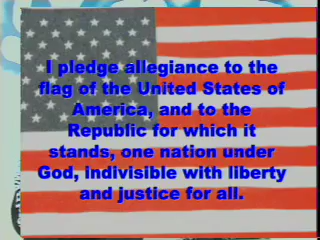 I pledge allegiance to the
flag of the United States of
America, and to the
Republic for which it
stands, one nation under
God, indivisible with liberty
and justice for all.